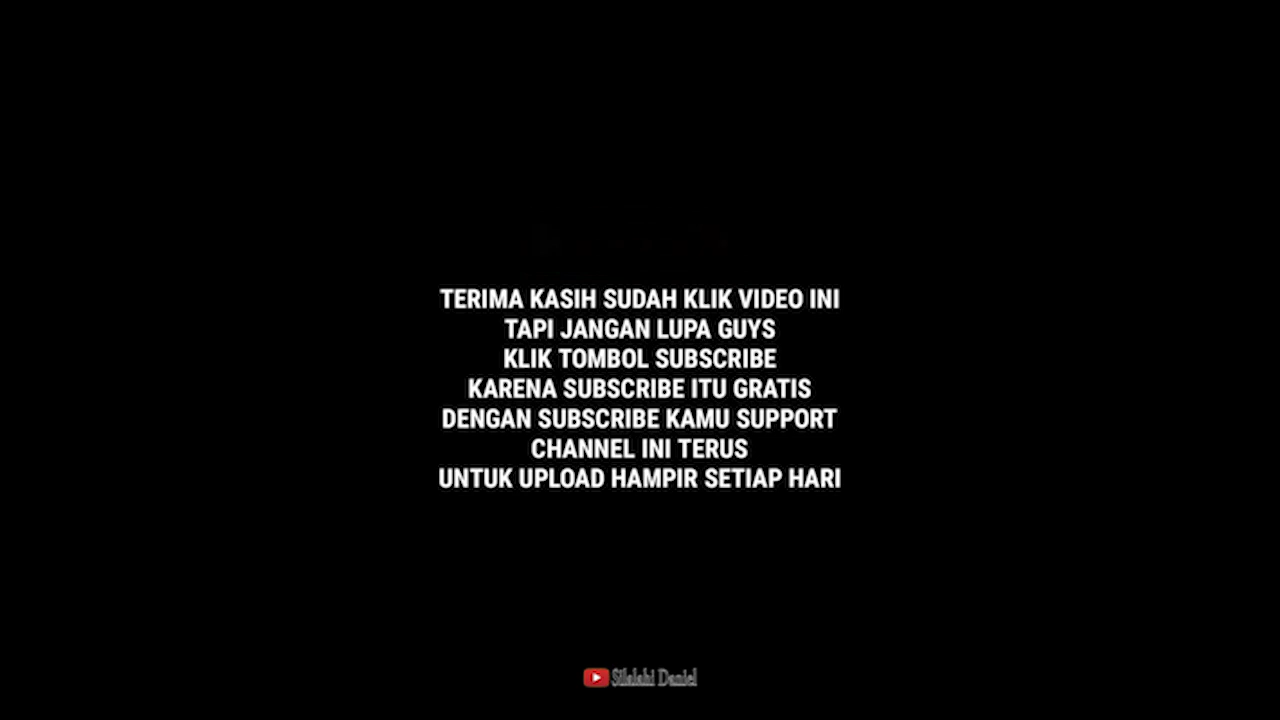 TERIMA KASIH SUDAH KLIK VIDEO INI
TAPI JANGAN LUPA GUYS
KLIK TOMBOL SUBSCRIBE
KARENA SUBSCRIBE ITU GRATIS
DENGAN SUBSCRIBE KAMU SUPPORT
CHANNEL INI TERUS
UNTUK UPLOAD HAMPIR SETIAP HARI
Silalahi Daniel